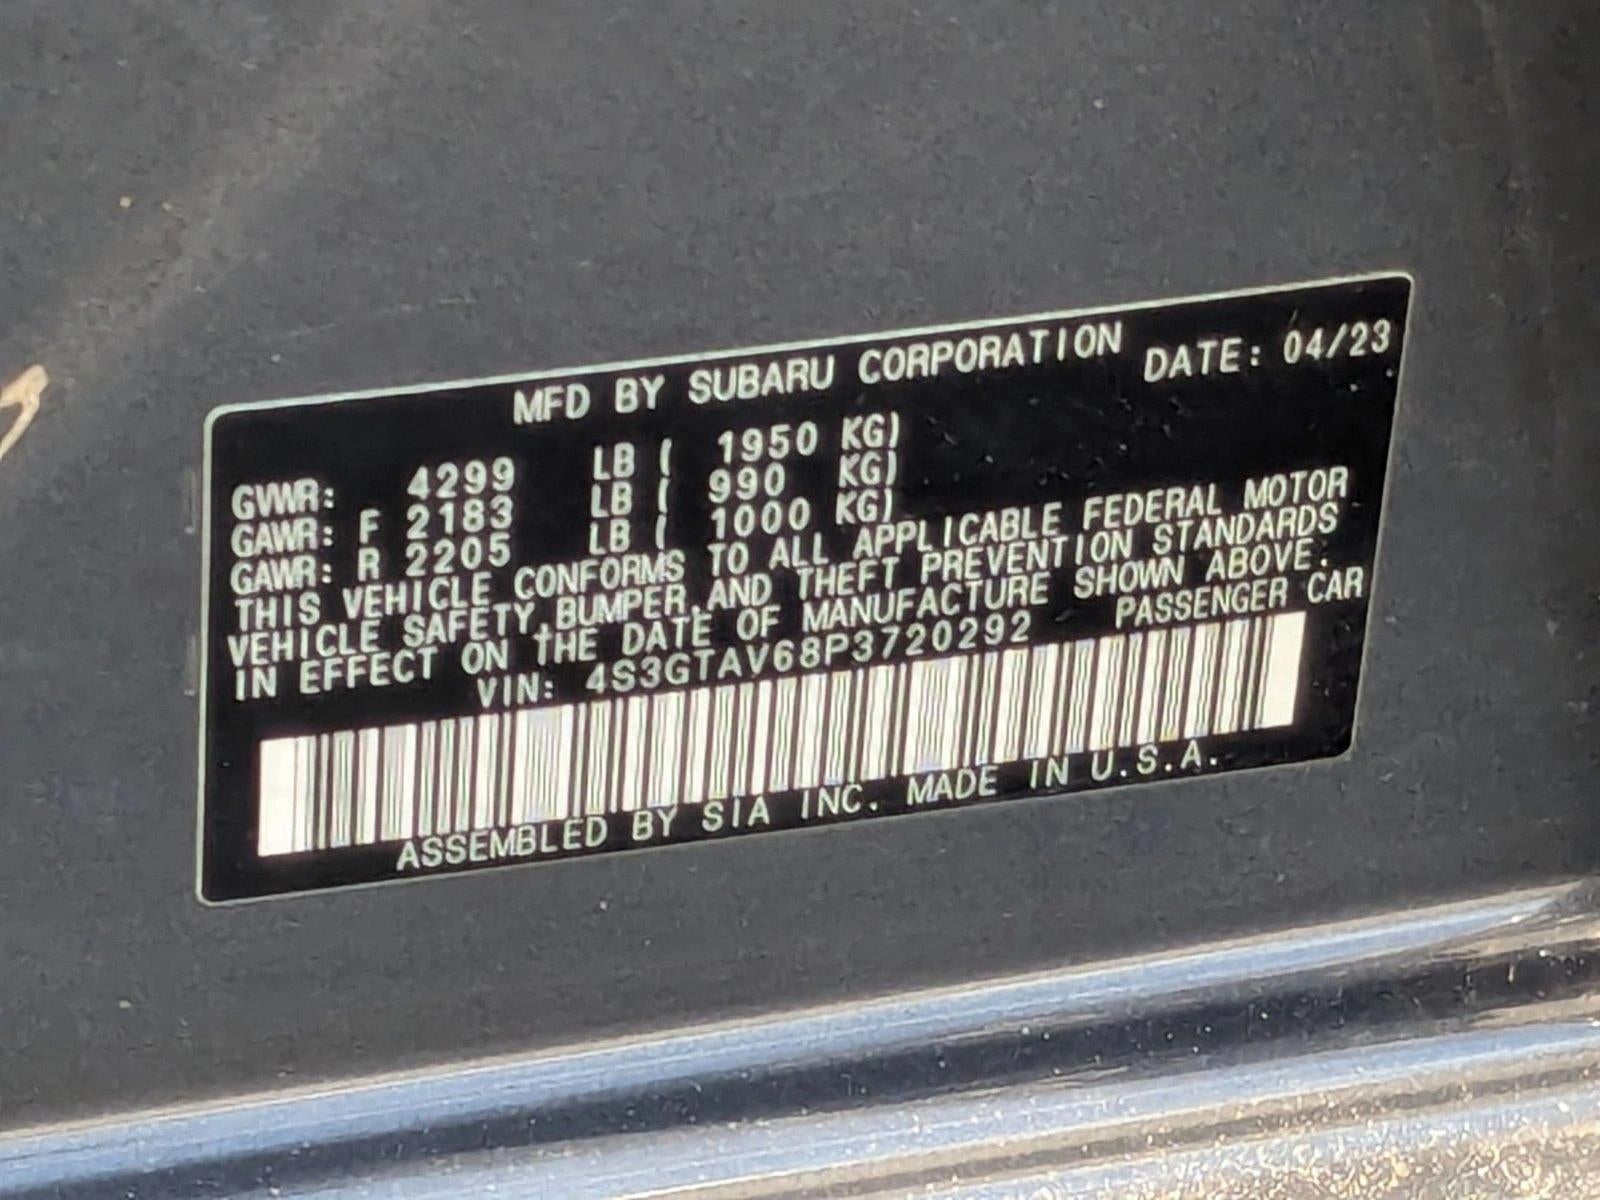 MFD BY SUBARU CORPORATION DATE: 04/23
GVWR: 4299 LB ( 1950 KG)
GAWR: F 2183 LB ( 990 KG)
GAWR: R 2205 LB ( 1000 KG)
THIS VEHICLE CONFORMS TO ALL APPLICABLE FEDERAL MOTOR
VEHICLE SAFETY, BUMPER, AND THEFT PREVENTION STANDARDS
IN EFFECT ON THE DATE OF MANUFACTURE SHOWN ABOVE.
VIN: 4S3GTAV68P3720292 PASSENGER CAR
ASSEMBLED BY SIA INC. MADE IN U.S.A.